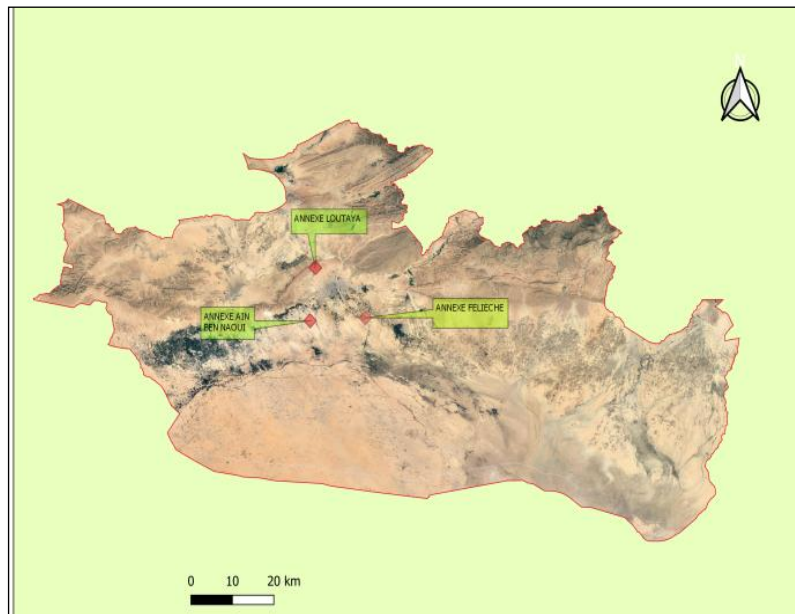 N
ANNEXE LOUTAYA
ANNEXE AIN
BEN NAOUI
ANNEXE FELIECHE
0 10 20 km